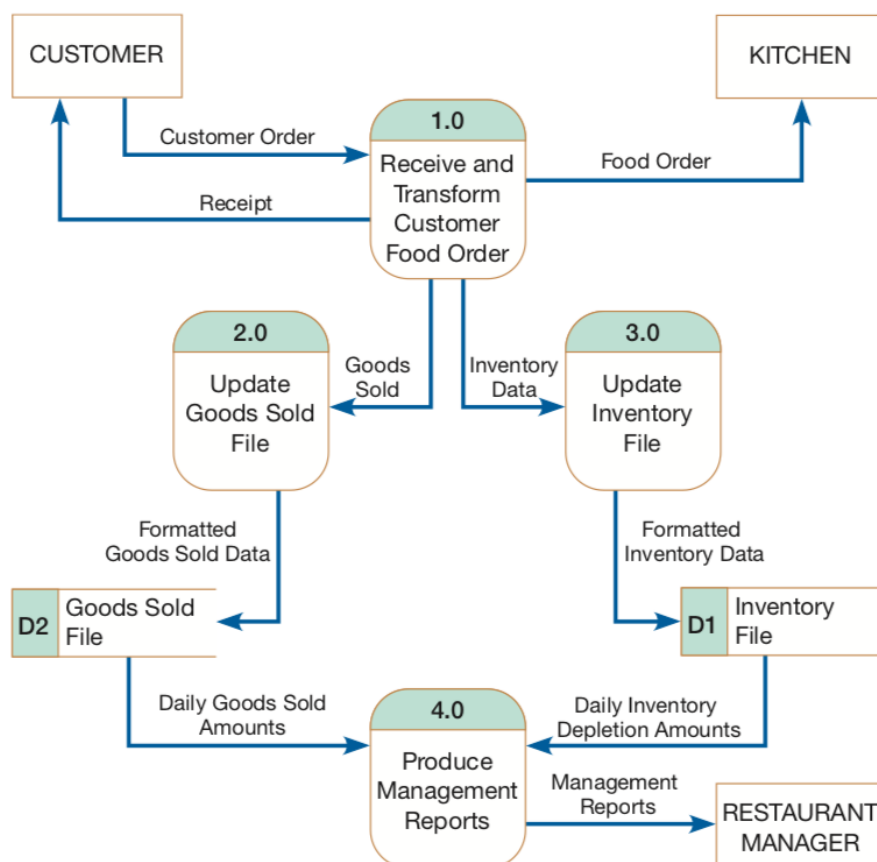 CUSTOMER
KITCHEN
1.0
Receive and
Transform
Customer
Food Order
Customer Order
Receipt
Food Order
2.0
Update
Goods Sold
File
Goods
Sold
Inventory
Data
3.0
Update
Inventory
File
Formatted
Goods Sold Data
Formatted
Inventory Data
D2
Goods Sold
File
D1
Inventory
File
Daily Goods Sold
Amounts
4.0
Produce
Management
Reports
Daily Inventory
Depletion Amounts
Management
Reports
RESTAURANT
MANAGER